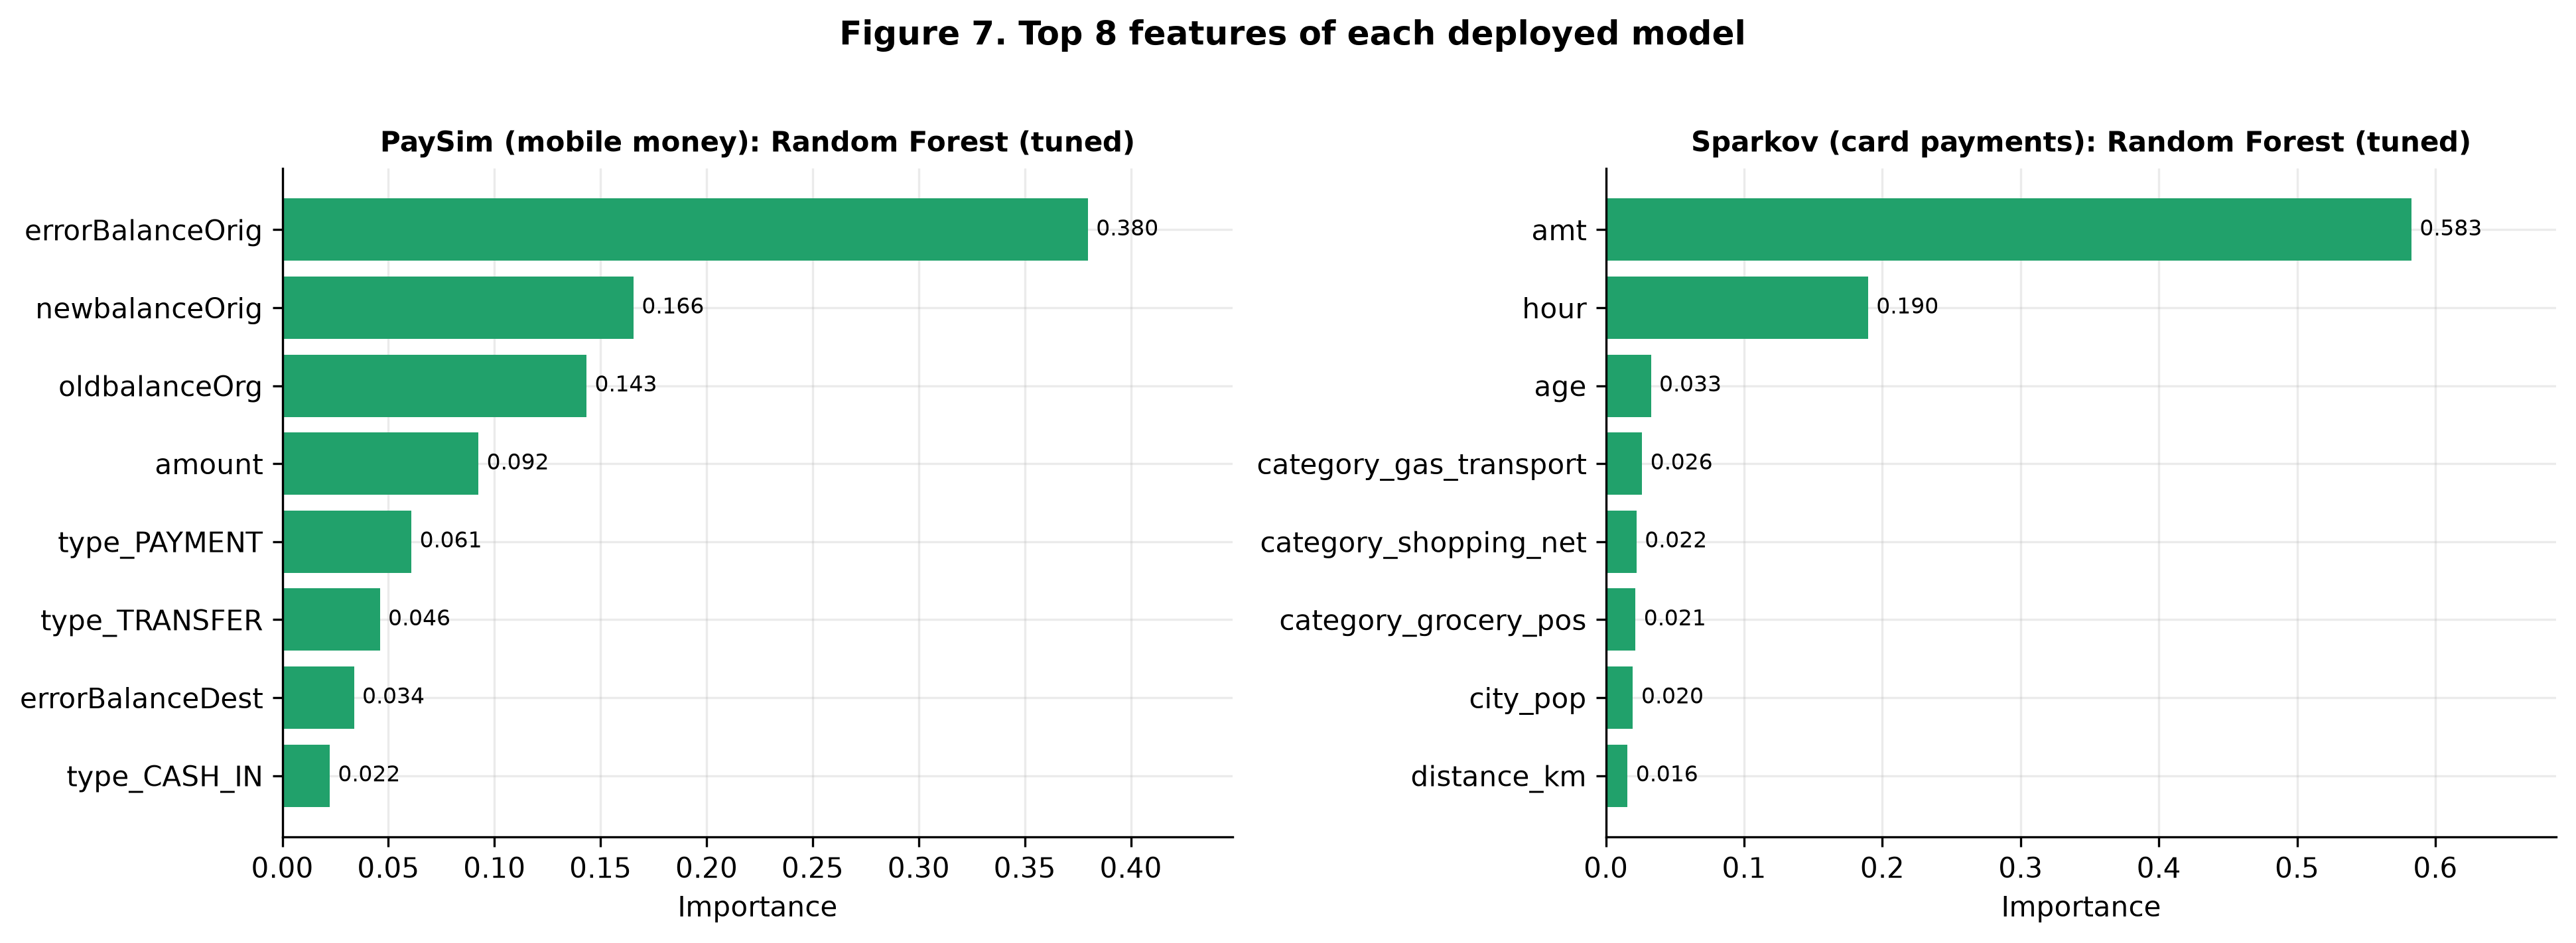 Figure 7. Top 8 features of each deployed model
PaySim (mobile money): Random Forest (tuned)
errorBalanceOrig
0.380
newbalanceOrig
0.166
oldbalanceOrg
0.143
amount
0.092
type_PAYMENT
0.061
type_TRANSFER
0.046
errorBalanceDest
0.034
type_CASH_IN
0.022
0.00 0.05 0.10 0.15 0.20 0.25 0.30 0.35 0.40
Importance
Sparkov (card payments): Random Forest (tuned)
amt
0.583
hour
0.190
age
0.033
category_gas_transport
0.026
category_shopping_net
0.022
category_grocery_pos
0.021
city_pop
0.020
distance_km
0.016
0.0 0.1 0.2 0.3 0.4 0.5 0.6
Importance